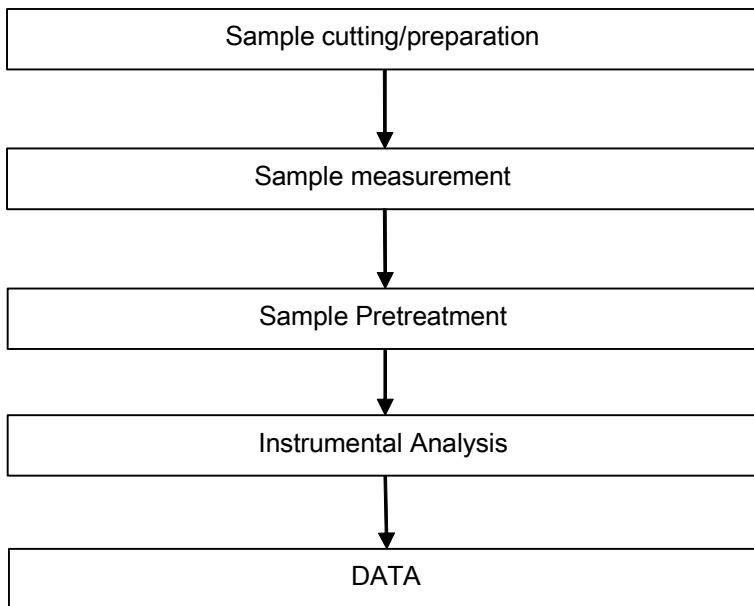 Sample cutting/preparation
Sample measurement
Sample Pretreatment
Instrumental Analysis
DATA